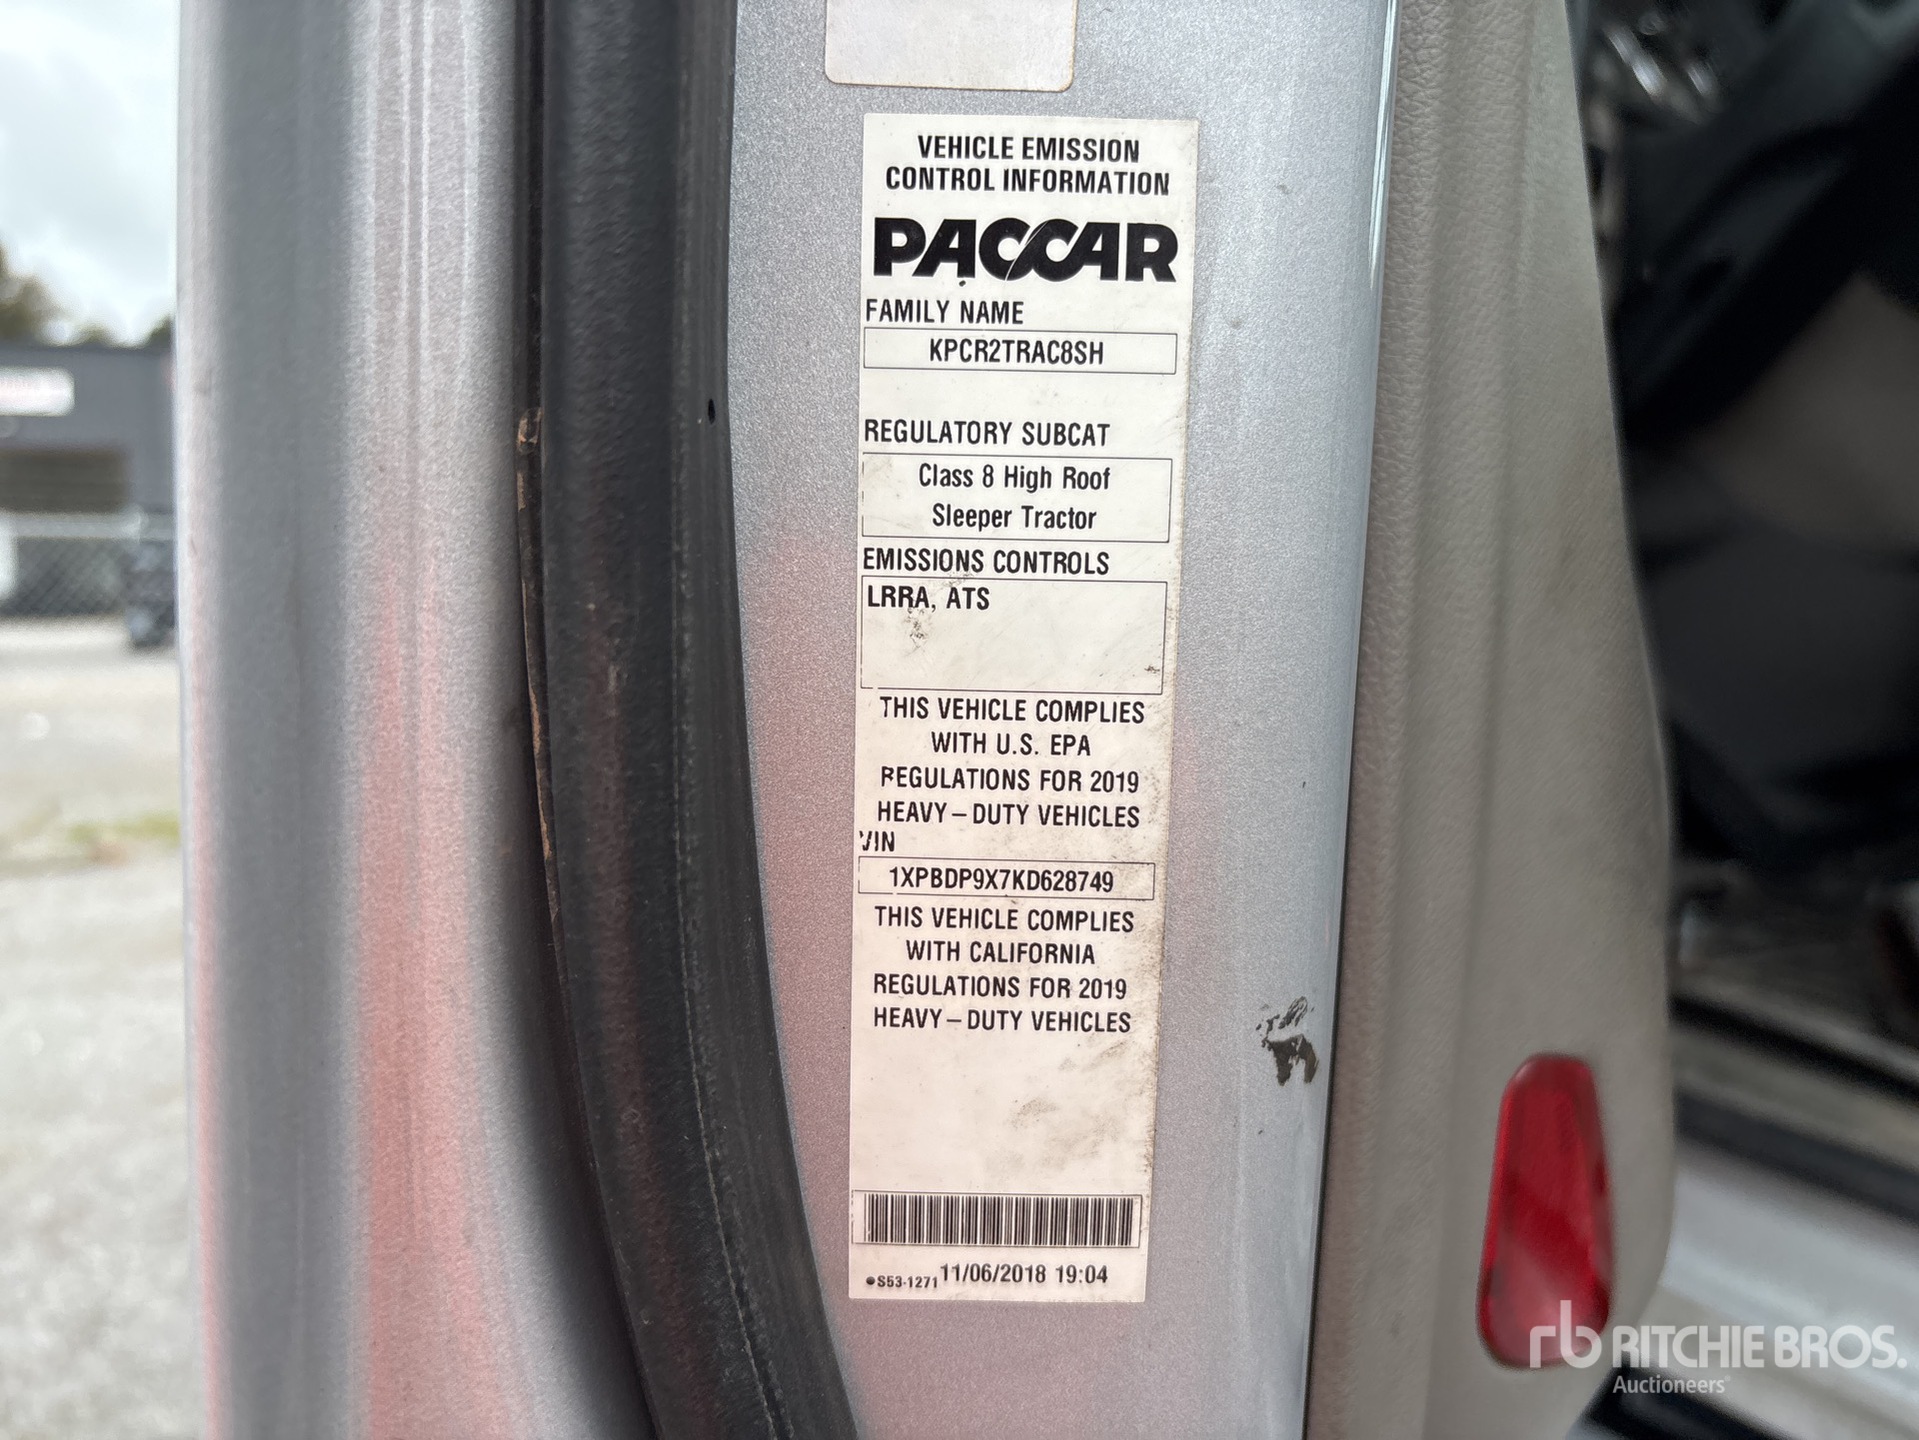 VEHICLE EMISSION
CONTROL INFORMATION
PACCAR
FAMILY NAME
KPCR2TRAC8SH
REGULATORY SUBCAT
Class 8 High Roof
Sleeper Tractor
EMISSIONS CONTROLS
LRRA, ATS
THIS VEHICLE COMPLIES
WITH U.S. EPA
REGULATIONS FOR 2019
HEAVY-DUTY VEHICLES
VIN
1XPBDP9X7KD628749
THIS VEHICLE COMPLIES
WITH CALIFORNIA
REGULATIONS FOR 2019
HEAVY-DUTY VEHICLES
S53-1271 11/06/2018 19:04
rb RITCHIE BROS.
Auctioneers